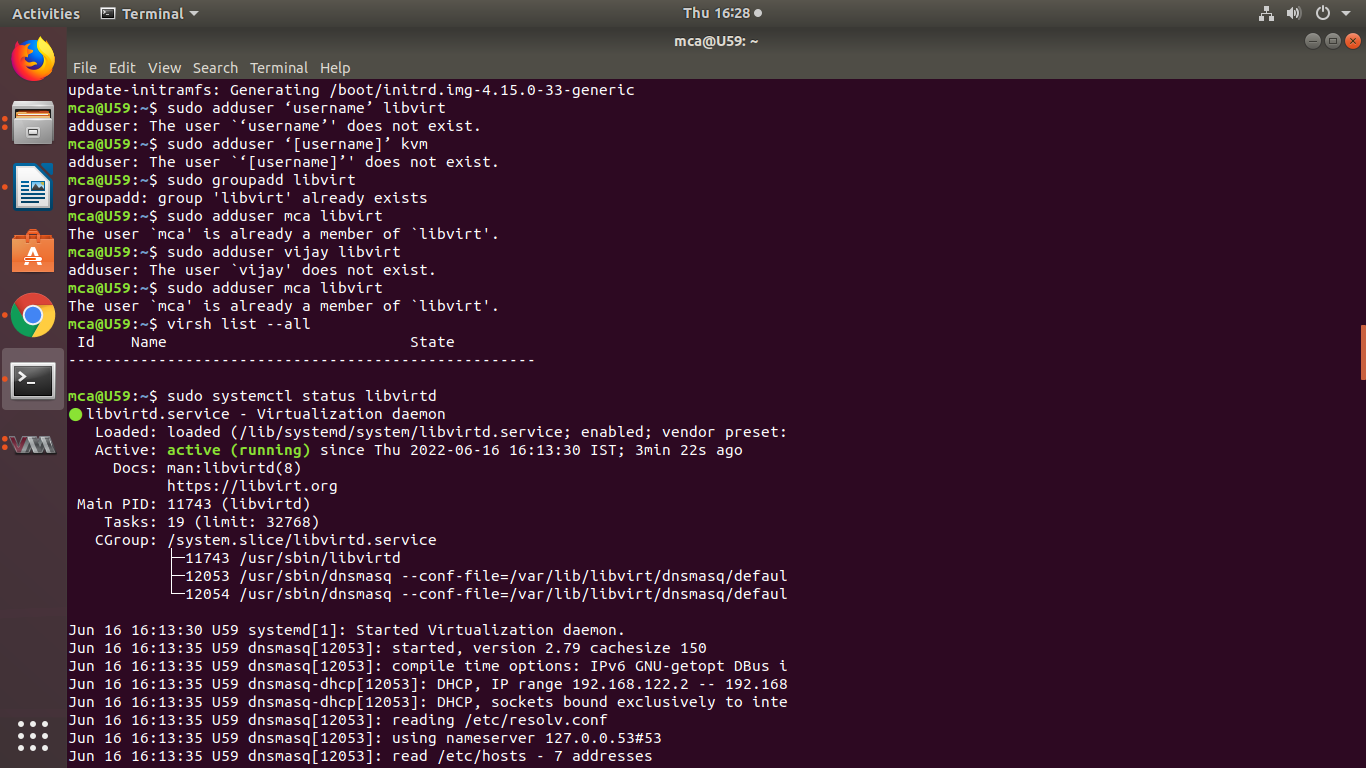 Activities Terminal Thu 16:28
mca@U59: ~
File Edit View Search Terminal Help
update-initramfs: Generating /boot/initrd.img-4.15.0-33-generic
mca@U59:~$ sudo adduser ‘username’ libvirt
adduser: The user `‘username’' does not exist.
mca@U59:~$ sudo adduser ‘[username]’ kvm
adduser: The user `‘[username]’' does not exist.
mca@U59:~$ sudo groupadd libvirt
groupadd: group 'libvirt' already exists
mca@U59:~$ sudo adduser mca libvirt
The user `mca' is already a member of `libvirt'.
mca@U59:~$ sudo adduser vijay libvirt
adduser: The user `vijay' does not exist.
mca@U59:~$ sudo adduser mca libvirt
The user `mca' is already a member of `libvirt'.
mca@U59:~$ virsh list --all
 Id    Name                           State
----------------------------------------------------

mca@U59:~$ sudo systemctl status libvirtd
● libvirtd.service - Virtualization daemon
   Loaded: loaded (/lib/systemd/system/libvirtd.service; enabled; vendor preset:
   Active: active (running) since Thu 2022-06-16 16:13:30 IST; 3min 22s ago
     Docs: man:libvirtd(8)
           https://libvirt.org
 Main PID: 11743 (libvirtd)
    Tasks: 19 (limit: 32768)
   CGroup: /system.slice/libvirtd.service
           ├─11743 /usr/sbin/libvirtd
           ├─12053 /usr/sbin/dnsmasq --conf-file=/var/lib/libvirt/dnsmasq/defaul
           └─12054 /usr/sbin/dnsmasq --conf-file=/var/lib/libvirt/dnsmasq/defaul

Jun 16 16:13:30 U59 systemd[1]: Started Virtualization daemon.
Jun 16 16:13:35 U59 dnsmasq[12053]: started, version 2.79 cachesize 150
Jun 16 16:13:35 U59 dnsmasq[12053]: compile time options: IPv6 GNU-getopt DBus i
Jun 16 16:13:35 U59 dnsmasq-dhcp[12053]: DHCP, IP range 192.168.122.2 -- 192.168
Jun 16 16:13:35 U59 dnsmasq-dhcp[12053]: DHCP, sockets bound exclusively to inte
Jun 16 16:13:35 U59 dnsmasq[12053]: reading /etc/resolv.conf
Jun 16 16:13:35 U59 dnsmasq[12053]: using nameserver 127.0.0.53#53
Jun 16 16:13:35 U59 dnsmasq[12053]: read /etc/hosts - 7 addresses